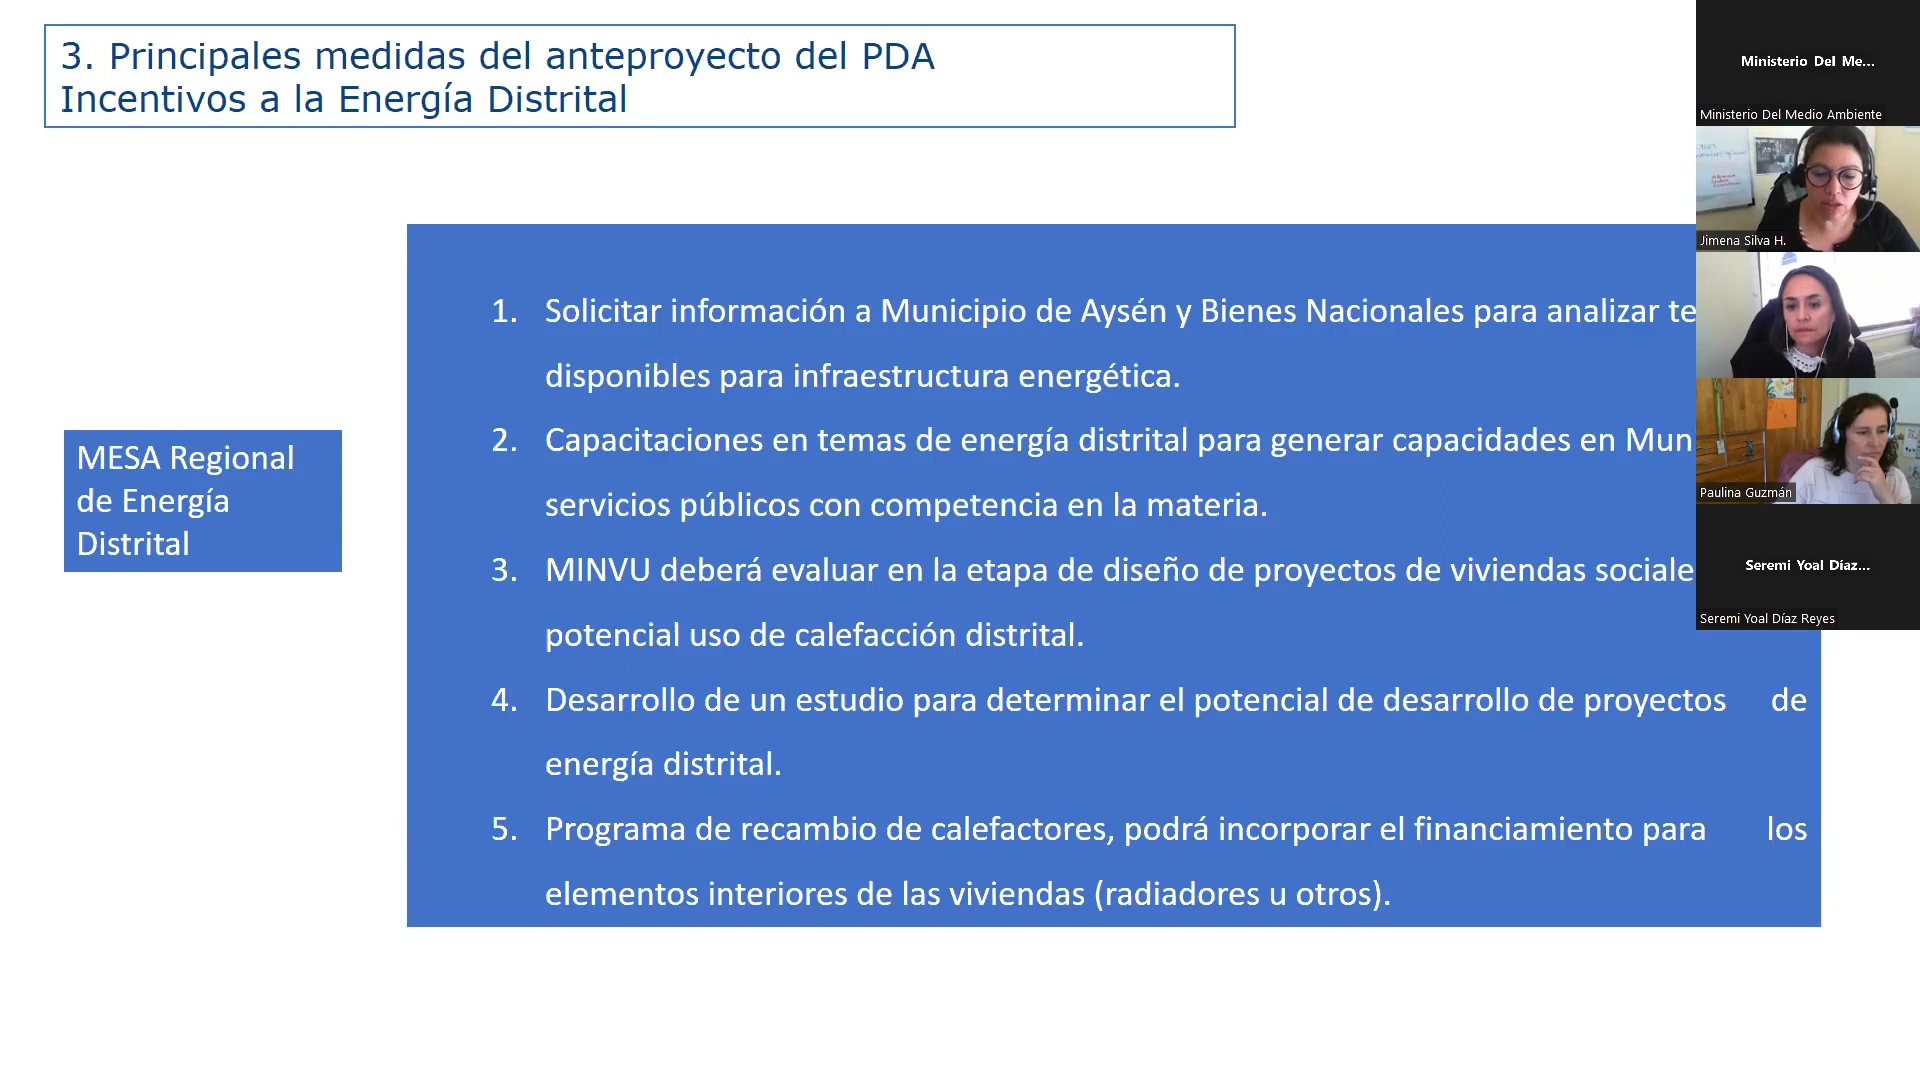 3. Principales medidas del anteproyecto del PDA
Incentivos a la Energía Distrital
MESA Regional
de Energía
Distrital
1. Solicitar información a Municipio de Aysén y Bienes Nacionales para analizar te
disponibles para infraestructura energética.
2. Capacitaciones en temas de energía distrital para generar capacidades en Mun
servicios públicos con competencia en la materia.
3. MINVU deberá evaluar en la etapa de diseño de proyectos de viviendas sociale
potencial uso de calefacción distrital.
4. Desarrollo de un estudio para determinar el potencial de desarrollo de proyectos de
energía distrital.
5. Programa de recambio de calefactores, podrá incorporar el financiamiento para los
elementos interiores de las viviendas (radiadores u otros).
Ministerio Del Me...
Ministerio Del Medio Ambiente
Jimena Silva H.
Paulina Guzmán
Seremi Yoal Díaz...
Seremi Yoal Díaz Reyes